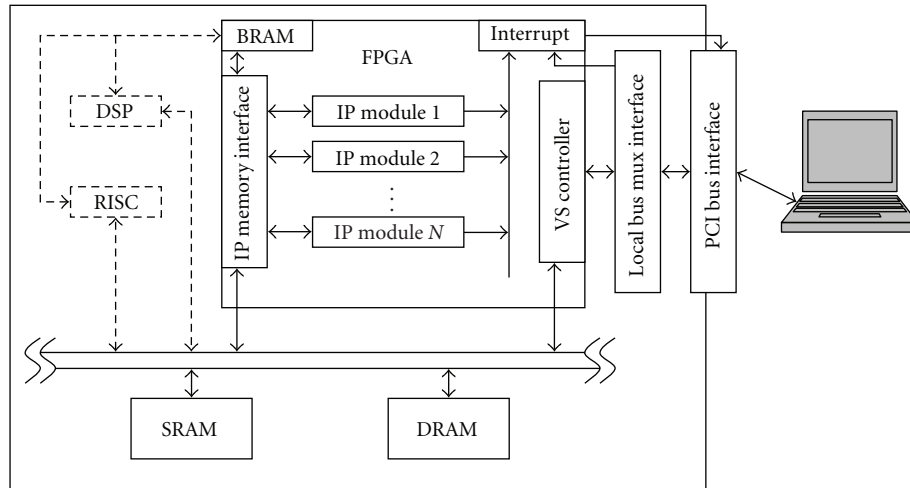 BRAM
Interrupt
FPGA
DSP
RISC
IP memory interface
IP module 1
IP module 2
⋮
IP module N
VS controller
Local bus mux interface
PCI bus interface
SRAM
DRAM